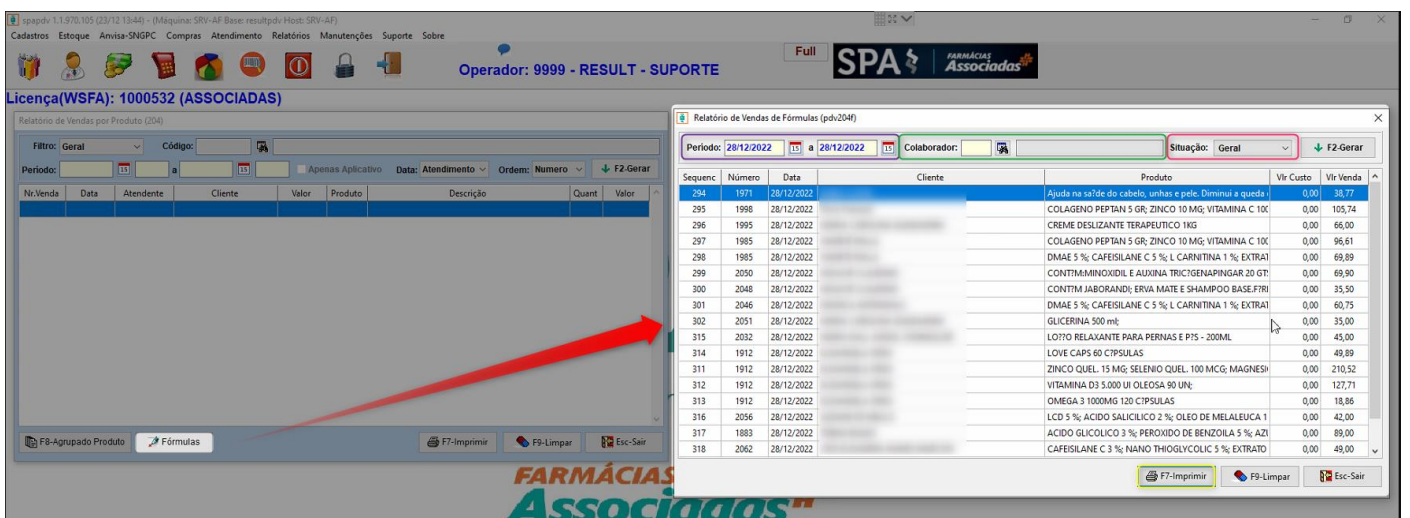 spapdv 1.1.970.105 (23/12 13:44) - (Máquina: SRV-AF Base: resultpdv Host: SRV-AF)
Cadastros Estoque Anvisa-SNGPC Compras Atendimento Relatórios Manutenções Suporte Sobre
Operador: 9999 - RESULT - SUPORTE
Full
SPA FARMÁCIAS Associadas
Licença(WSFA): 1000532 (ASSOCIADAS)
Relatório de Vendas por Produto (204)
Filtro: Geral Código:
Período: 15 a 15 Apenas Aplicativo Data: Atendimento Ordem: Numero F2-Gerar
Nr.Venda Data Atendente Cliente Valor Produto Descrição Quant Valor
F8-Agrupado Produto Fórmulas F7-Imprimir F9-Limpar Esc-Sair
Relatório de Vendas de Fórmulas (pdv204f)
Período: 28/12/2022 15 a 28/12/2022 15 Colaborador: Situação: Geral F2-Gerar
Sequenc Número Data Cliente Produto Vlr Custo Vlr Venda
294 1971 28/12/2022 Ajuda na sa?de do cabelo, unhas e pele. Diminui a queda 0,00 38,77
295 1998 28/12/2022 COLAGENO PEPTAN 5 GR; ZINCO 10 MG; VITAMINA C 10( 0,00 105,74
296 1995 28/12/2022 CREME DESLIZANTE TERAPEUTICO 1KG 0,00 66,00
297 1985 28/12/2022 COLAGENO PEPTAN 5 GR; ZINCO 10 MG; VITAMINA C 10( 0,00 96,61
298 1985 28/12/2022 DMAE 5 %; CAFEISILANE C 5 %; L CARNITINA 1 %; EXTRAT 0,00 69,89
299 2050 28/12/2022 CONT?M:MINOXIDIL E AUXINA TRIC?GENAPINGAR 20 GT 0,00 69,90
300 2048 28/12/2022 CONT?M JABORANDI; ERVA MATE E SHAMPOO BASE.F?RI 0,00 35,50
301 2046 28/12/2022 DMAE 5 %; CAFEISILANE C 5 %; L CARNITINA 1 %; EXTRAT 0,00 60,75
302 2051 28/12/2022 GLICERINA 500 ml; 0,00 35,00
315 2032 28/12/2022 LO??O RELAXANTE PARA PERNAS E P?S - 200ML 0,00 45,00
314 1912 28/12/2022 LOVE CAPS 60 C?PSULAS 0,00 49,89
311 1912 28/12/2022 ZINCO QUEL. 15 MG; SELENIO QUEL. 100 MCG; MAGNESI 0,00 210,52
312 1912 28/12/2022 VITAMINA D3 5.000 UI OLEOSA 90 UN; 0,00 127,71
313 1912 28/12/2022 OMEGA 3 1000MG 120 C?PSULAS 0,00 18,86
316 2056 28/12/2022 LCD 5 %; ACIDO SALICILICO 2 %; OLEO DE MELALEUCA 1 0,00 42,00
317 1883 28/12/2022 ACIDO GLICOLICO 3 %; PEROXIDO DE BENZOILA 5 %; AZI 0,00 89,00
318 2062 28/12/2022 CAFEISILANE C 3 %; NANO THIOGLYCOLIC 5 %; EXTRATO 0,00 49,00
F7-Imprimir F9-Limpar Esc-Sair
FARMÁCIAS
Associadas